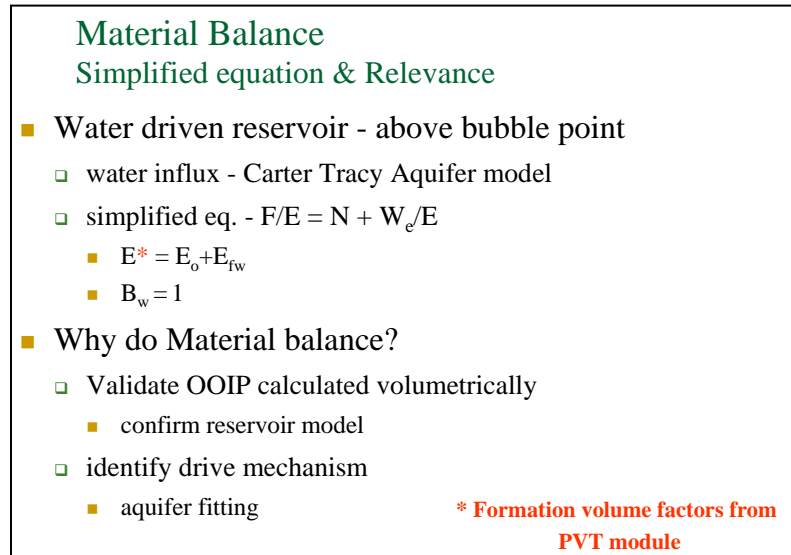 Material Balance
Simplified equation & Relevance
Water driven reservoir - above bubble point
water influx - Carter Tracy Aquifer model
simplified eq. - F/E = N + We/E
E* = Eo+Efw
Bw = 1
Why do Material balance?
Validate OOIP calculated volumetrically
confirm reservoir model
identify drive mechanism
aquifer fitting
* Formation volume factors from
PVT module